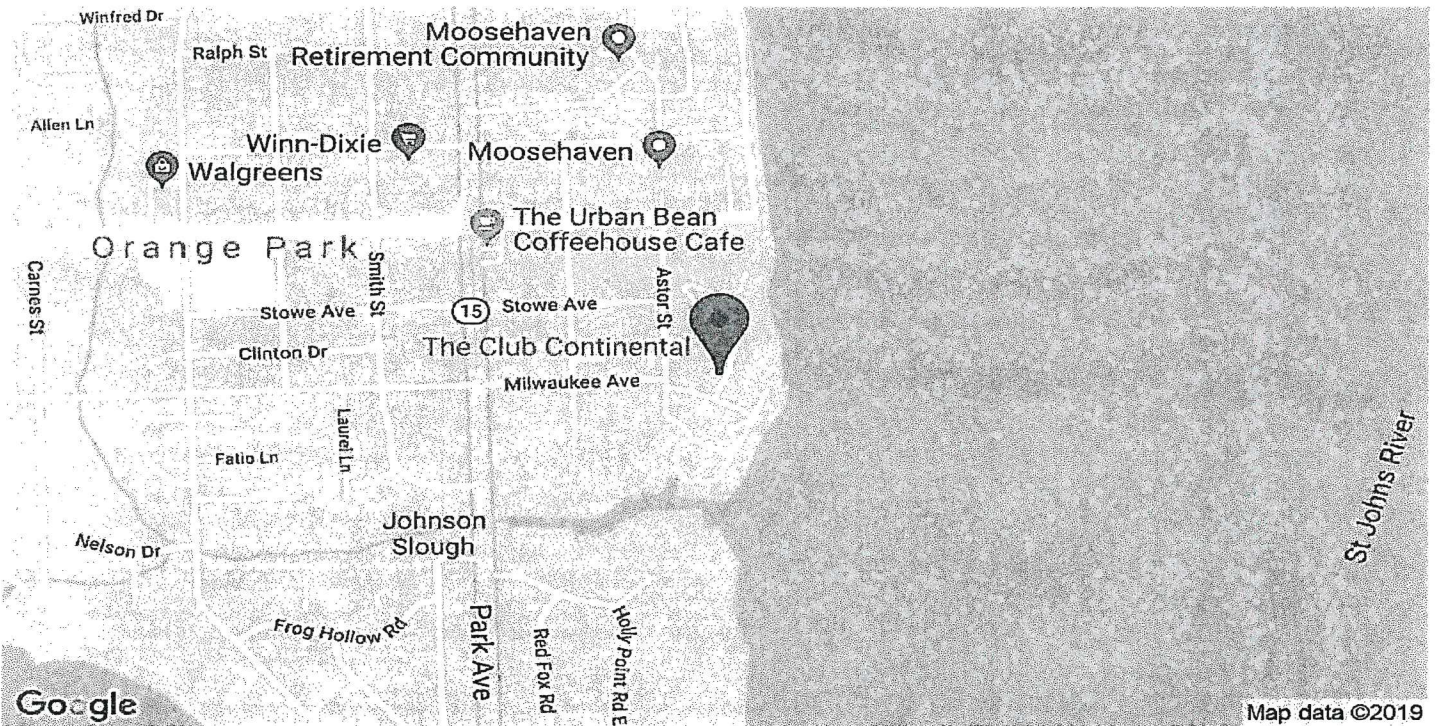 Winfred Dr
Moosehaven
Retirement Community
Ralph St
Allen Ln
Winn-Dixie
Moosehaven
Walgreens
The Urban Bean
Coffeehouse Cafe
Orange Park
Carnes St
Smith St
Astor St
Stowe Ave
15
Stowe Ave
The Club Continental
Clinton Dr
Milwaukee Ave
Laurel Ln
Fatio Ln
St Johns River
Johnson
Slough
Nelson Dr
Frog Hollow Rd
Park Ave
Red Fox Rd
Holly Point Rd E
Google
Map data ©2019